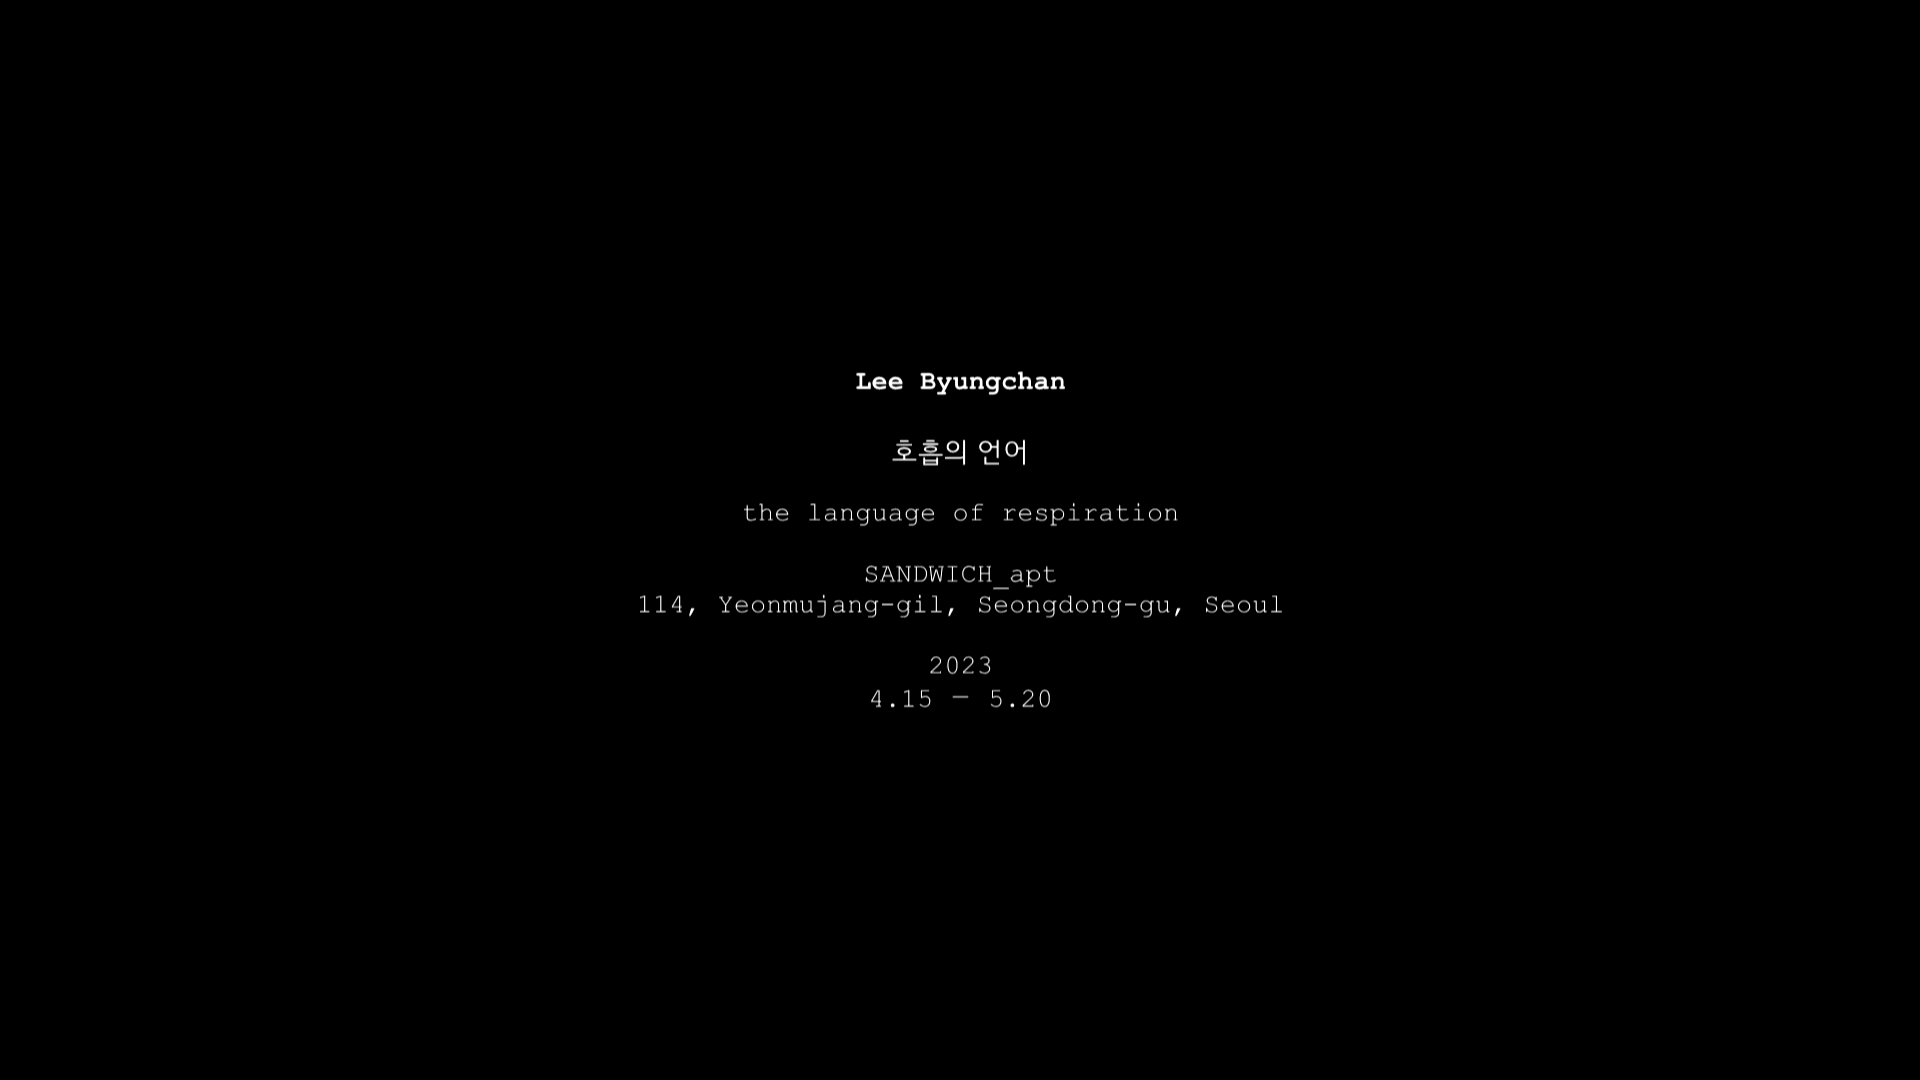 Lee Byungchan
호흡의 언어
the language of respiration
SANDWICH_apt
114, Yeonmujang-gil, Seongdong-gu, Seoul
2023
4.15 — 5.20